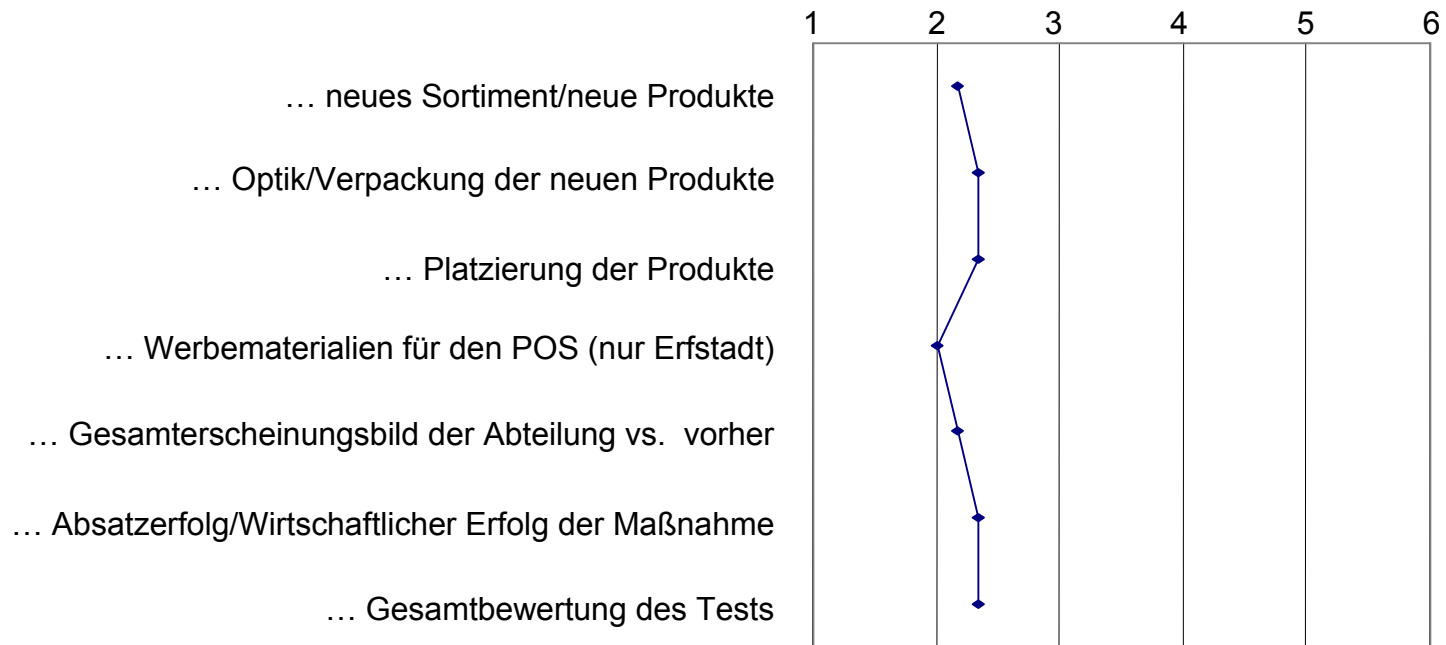 1 2 3 4 5 6
… neues Sortiment/neue Produkte
… Optik/Verpackung der neuen Produkte
… Platzierung der Produkte
… Werbematerialien für den POS (nur Erfstadt)
… Gesamterscheinungsbild der Abteilung vs. vorher
… Absatzerfolg/Wirtschaftlicher Erfolg der Maßnahme
… Gesamtbewertung des Tests